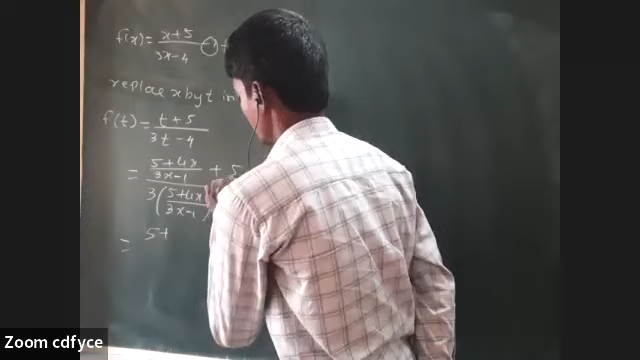 f(x) = x+5 / 3x-4
replace x by t in
f(t) = t+5 / 3t-4
= (5+4x / 3x-1) + 5 / 3(5+4x / 3x-1)
= 5+
Zoom cdfyce